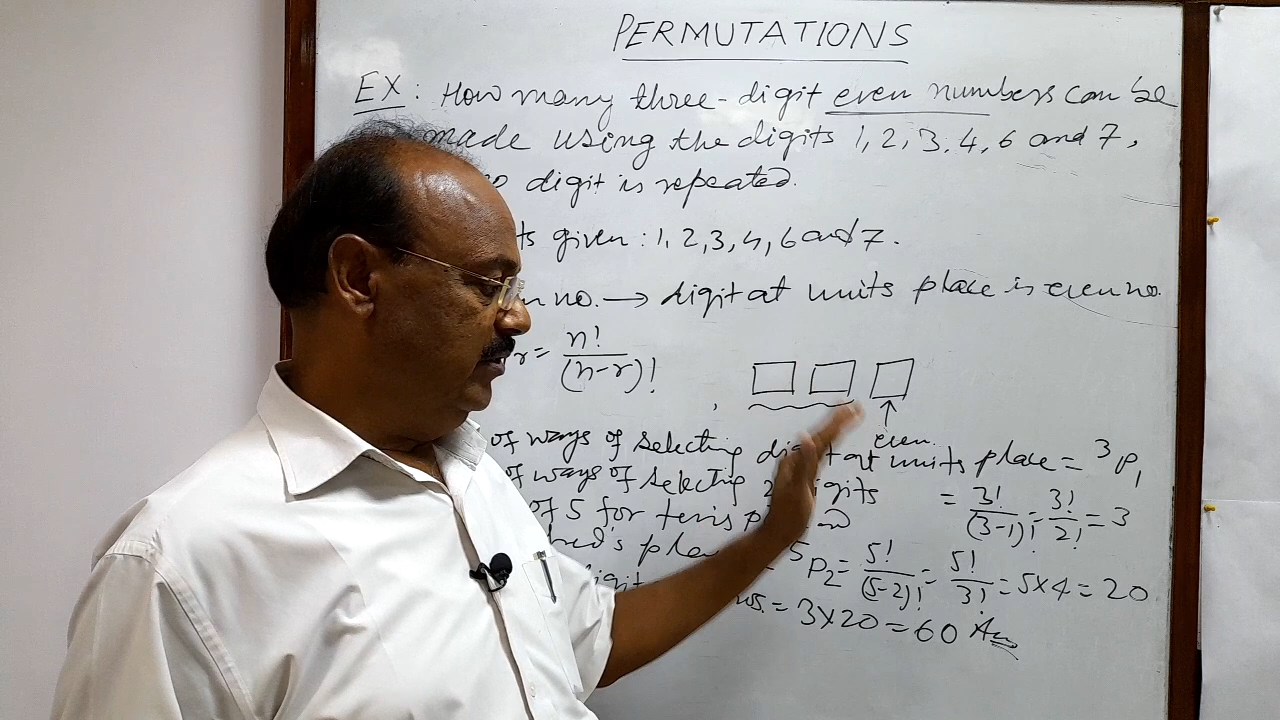 PERMUTATIONS
EX: How many three-digit even numbers can be
made using the digits 1, 2, 3, 4, 6 and 7,
digit is repeated.
given: 1, 2, 3, 4, 6 and 7.
no. → digit at units place is even no.
r = n! / (n-r)!
even.
of ways of selecting digit at units place = ³P₁
of ways of selecting 2 digits = 3!/(3-1)! = 3!/2! = 3
of 5 for tens
place = ⁵P₂ = 5!/(5-2)! = 5!/3! = 5×4 = 20
= 3×20 = 60 Ans